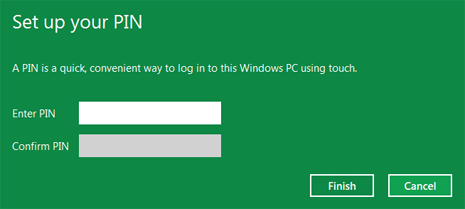 Set up your PIN
A PIN is a quick, convenient way to log in to this Windows PC using touch.
Enter PIN
Confirm PIN
Finish Cancel